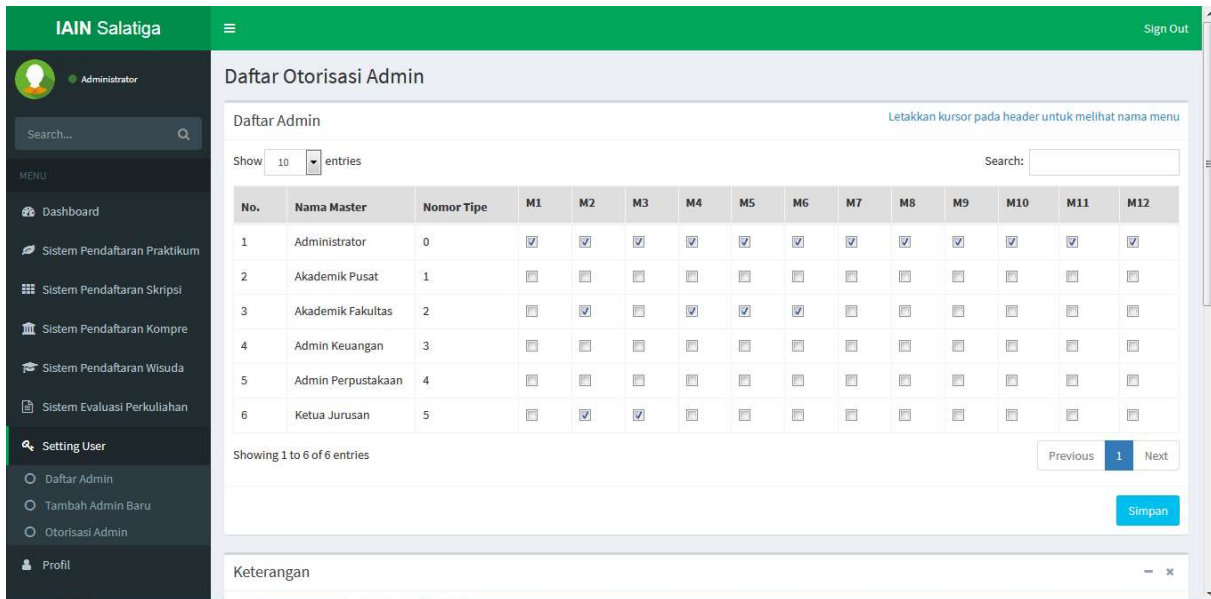 IAIN Salatiga
Sign Out
Administrator
Search...
MENU
Dashboard
Sistem Pendaftaran Praktikum
Sistem Pendaftaran Skripsi
Sistem Pendaftaran Kompre
Sistem Pendaftaran Wisuda
Sistem Evaluasi Perkuliahan
Setting User
Daftar Admin
Tambah Admin Baru
Otorisasi Admin
Profil
Daftar Otorisasi Admin
Daftar Admin Letakkan kursor pada header untuk melihat nama menu
Show 10 entries Search:
No. Nama Master Nomor Tipe M1 M2 M3 M4 M5 M6 M7 M8 M9 M10 M11 M12
1 Administrator 0
2 Akademik Pusat 1
3 Akademik Fakultas 2
4 Admin Keuangan 3
5 Admin Perpustakaan 4
6 Ketua Jurusan 5
Showing 1 to 6 of 6 entries Previous 1 Next
Simpan
Keterangan